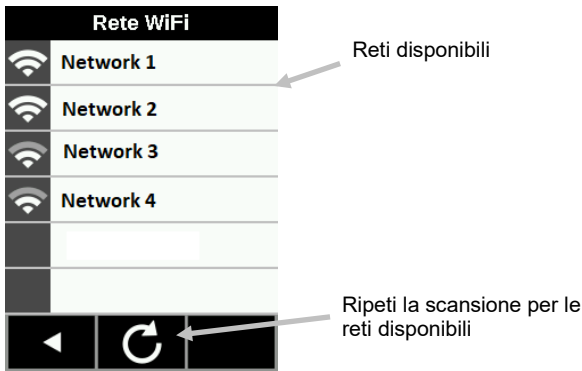 Rete WiFi
Network 1
Network 2
Network 3
Network 4
Reti disponibili
Ripeti la scansione per le
reti disponibili